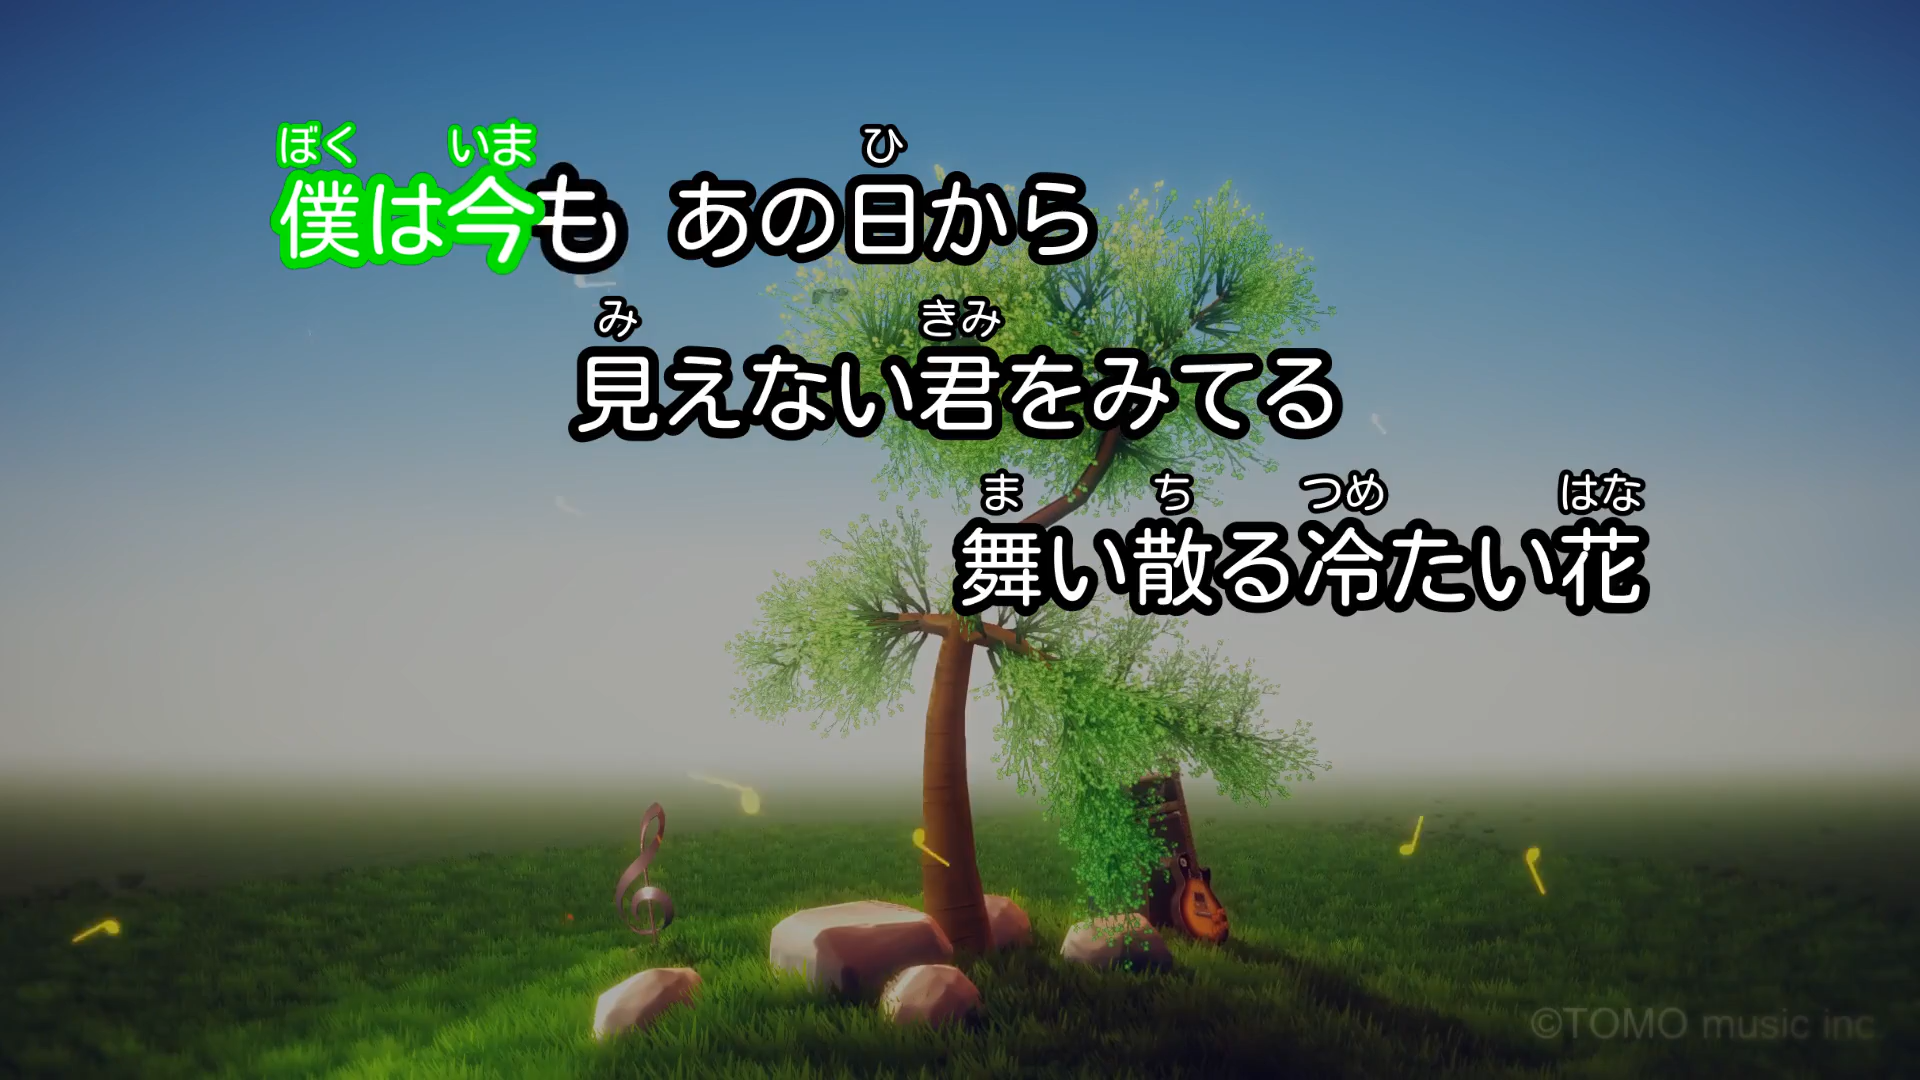 ぼく いま ひ
僕は今も あの日から
み きみ
見えない君をみてる
ま ち つめ はな
舞い散る冷たい花
©TOMO music inc